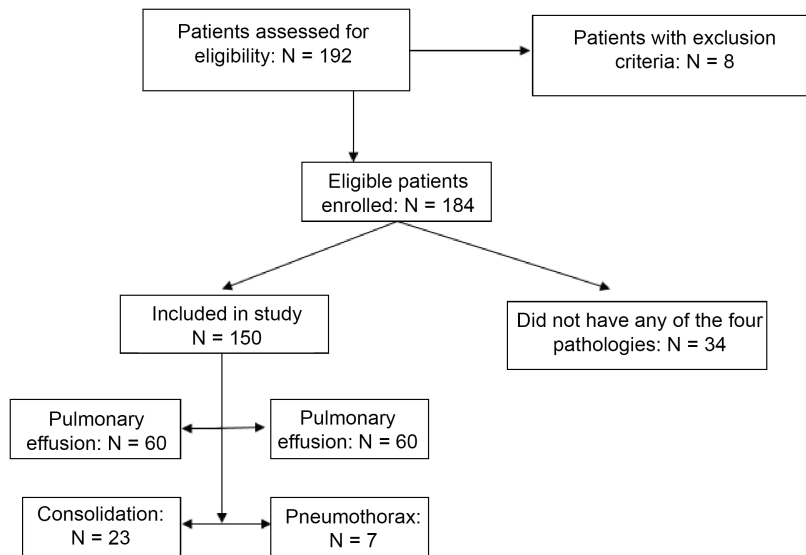 Patients assessed for
eligibility: N = 192
Patients with exclusion
criteria: N = 8
Eligible patients
enrolled: N = 184
Included in study
N = 150
Did not have any of the four
pathologies: N = 34
Pulmonary
effusion: N = 60
Pulmonary
effusion: N = 60
Consolidation:
N = 23
Pneumothorax:
N = 7